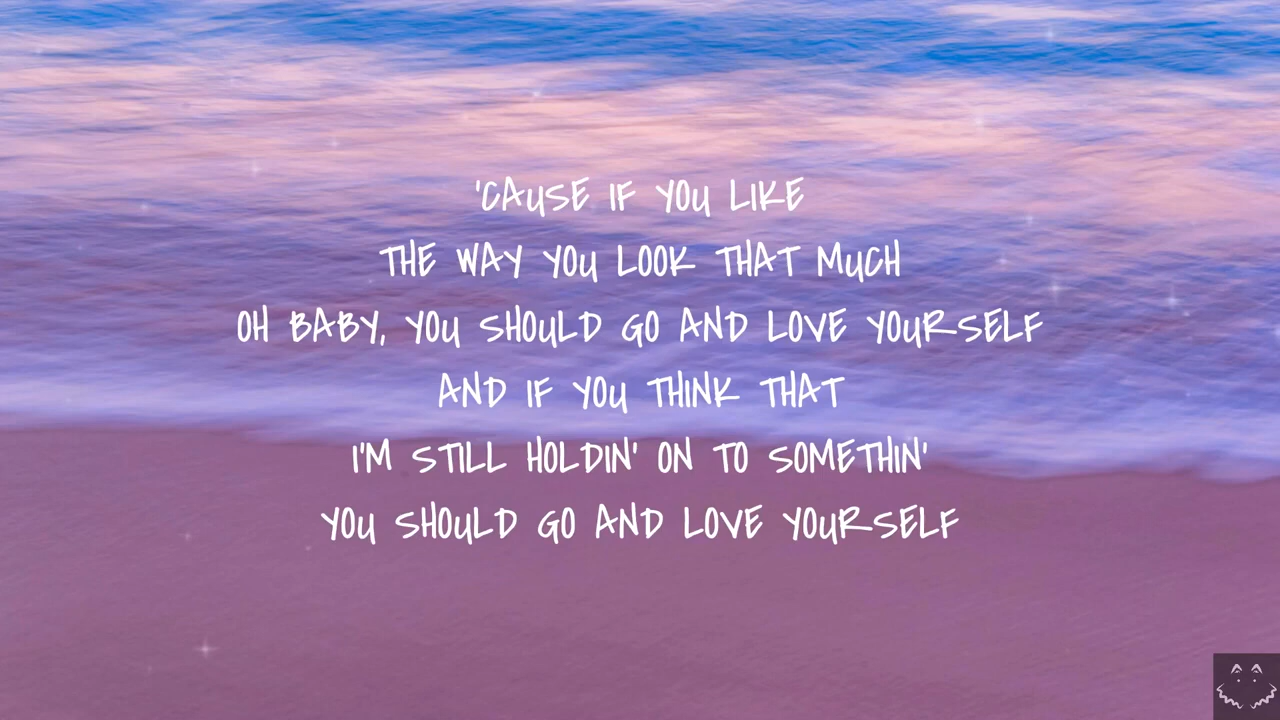 'CAUSE IF YOU LIKE
THE WAY YOU LOOK THAT MUCH
OH BABY, YOU SHOULD GO AND LOVE YOURSELF
AND IF YOU THINK THAT
I'M STILL HOLDIN' ON TO SOMETHIN'
YOU SHOULD GO AND LOVE YOURSELF